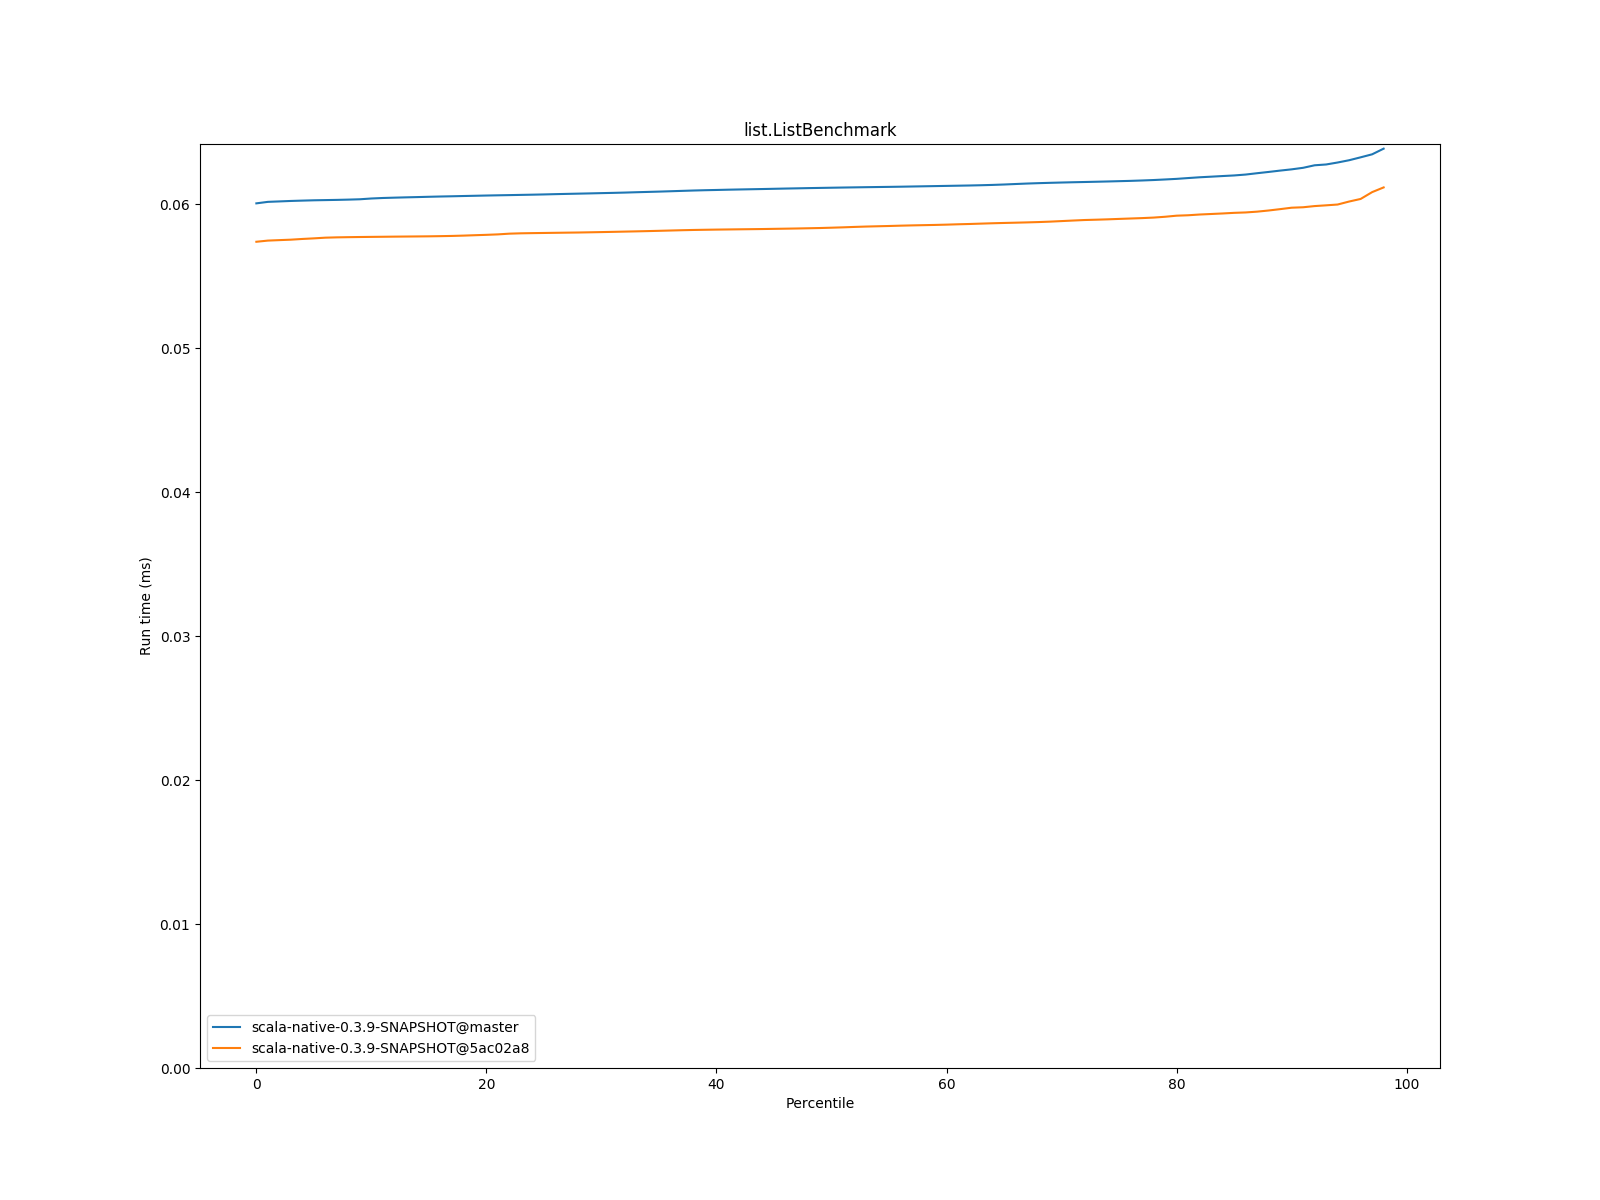 list.ListBenchmark
0.06
0.05
0.04
0.03
0.02
0.01
0.00
Run time (ms)
scala-native-0.3.9-SNAPSHOT@master
scala-native-0.3.9-SNAPSHOT@5ac02a8
0 20 40 60 80 100
Percentile